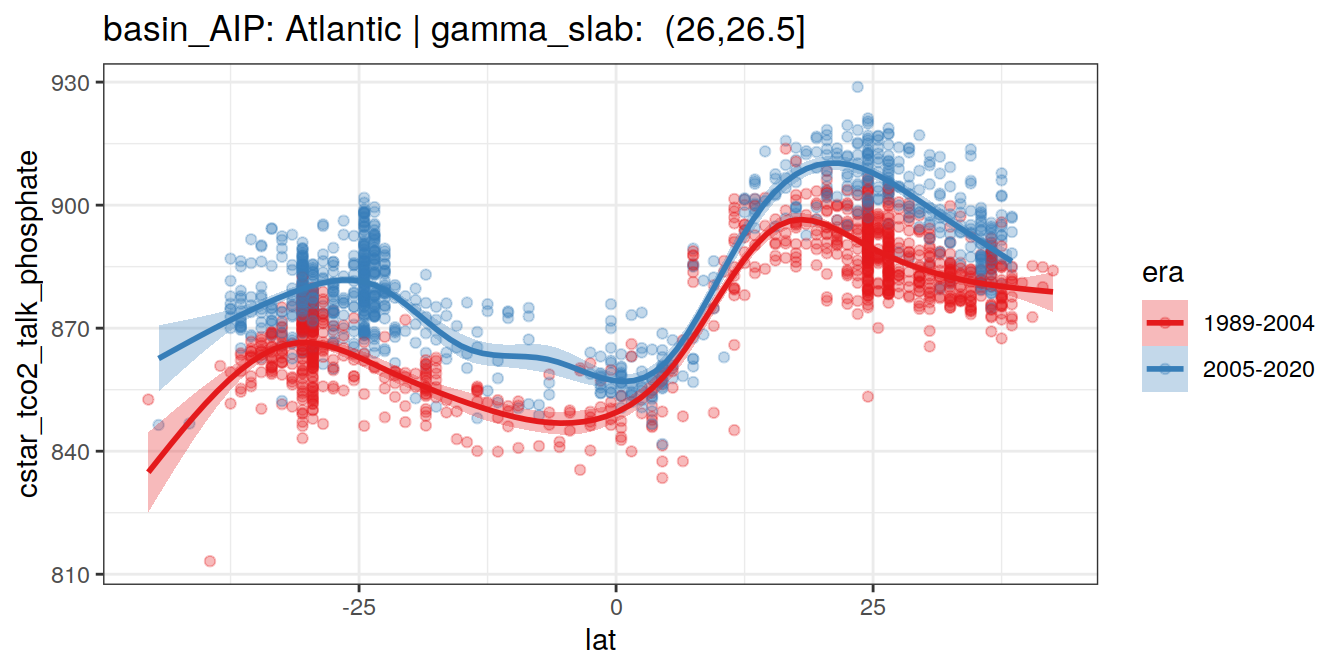 basin_AIP: Atlantic | gamma_slab:  (26,26.5]
cstar_tco2_talk_phosphate
930
900
870
840
810
-25
0
25
lat
era
1989-2004
2005-2020